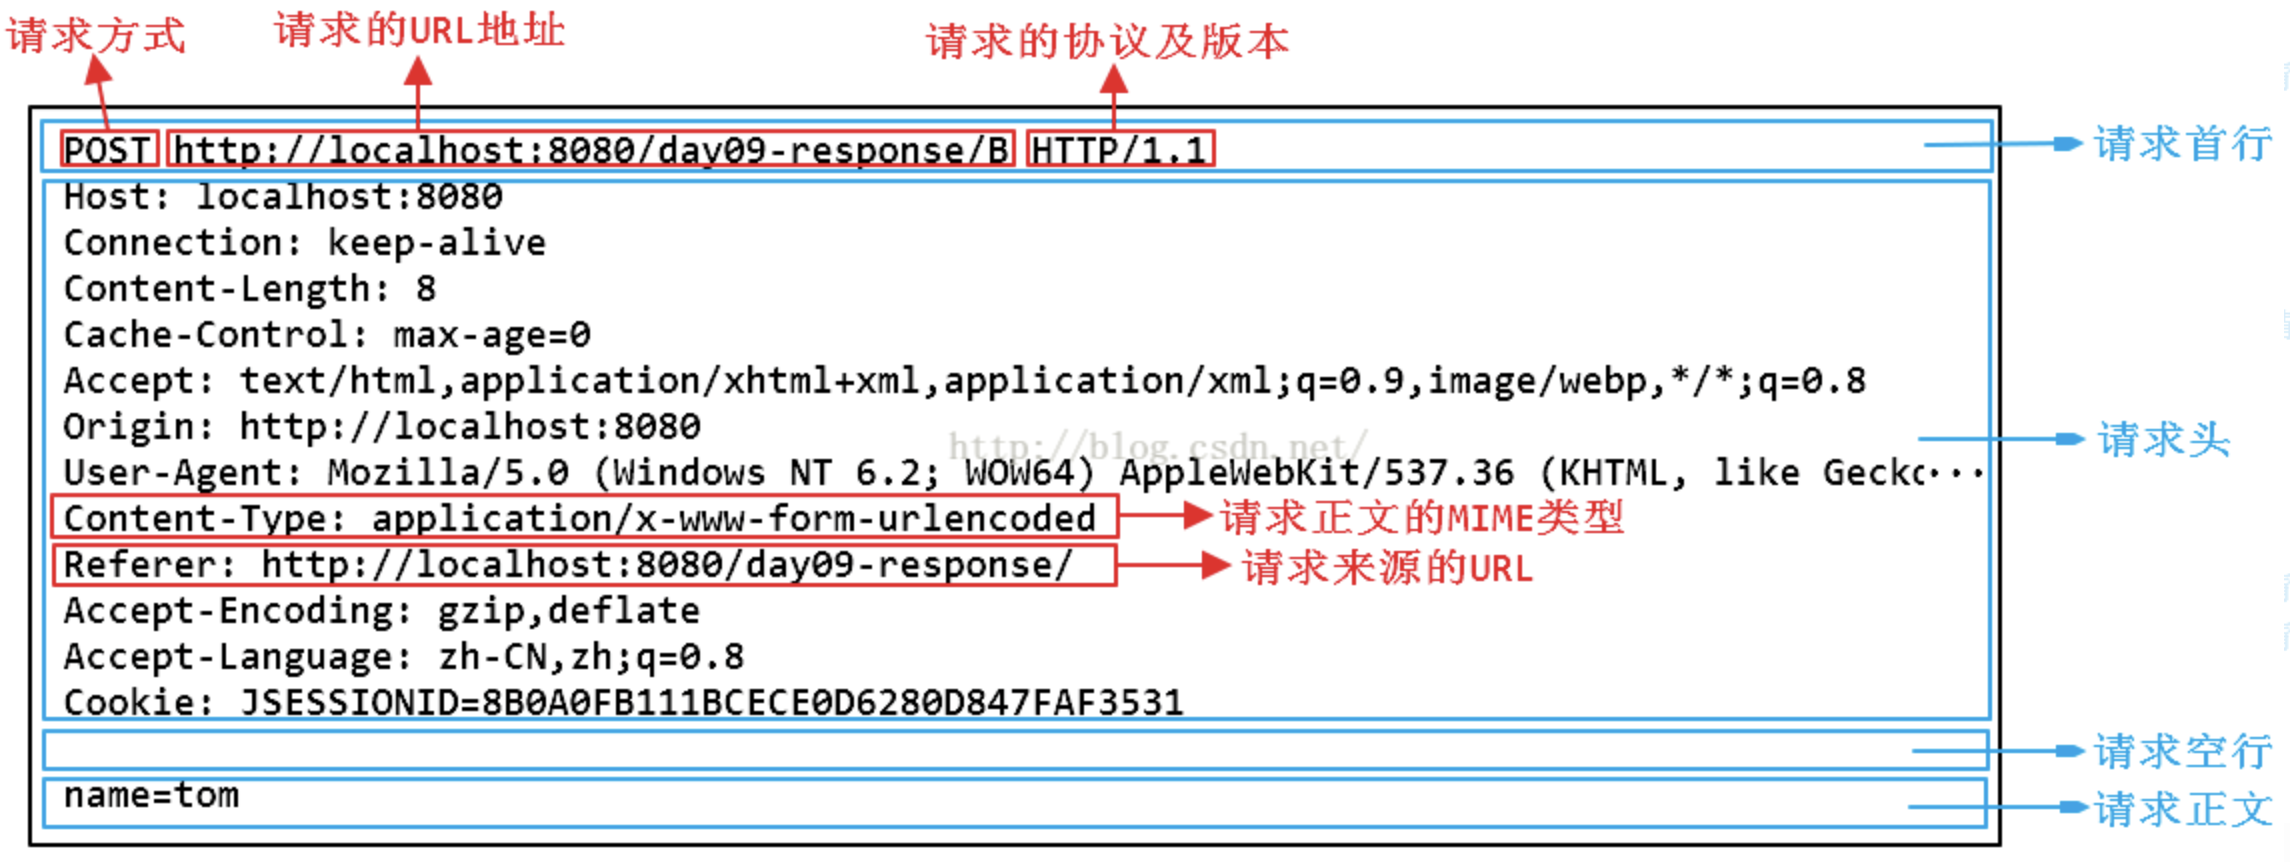 请求方式 请求的URL地址 请求的协议及版本
POST http://localhost:8080/day09-response/B HTTP/1.1 请求首行
Host: localhost:8080
Connection: keep-alive
Content-Length: 8
Cache-Control: max-age=0
Accept: text/html,application/xhtml+xml,application/xml;q=0.9,image/webp,*/*;q=0.8
Origin: http://localhost:8080
请求头
http://blog.csdn.net/
User-Agent: Mozilla/5.0 (Windows NT 6.2; WOW64) AppleWebKit/537.36 (KHTML, like Gecko···
Content-Type: application/x-www-form-urlencoded 请求正文的MIME类型
Referer: http://localhost:8080/day09-response/ 请求来源的URL
Accept-Encoding: gzip,deflate
Accept-Language: zh-CN,zh;q=0.8
Cookie: JSESSIONID=8B0A0FB111BCECE0D6280D847FAF3531
请求空行
name=tom 请求正文